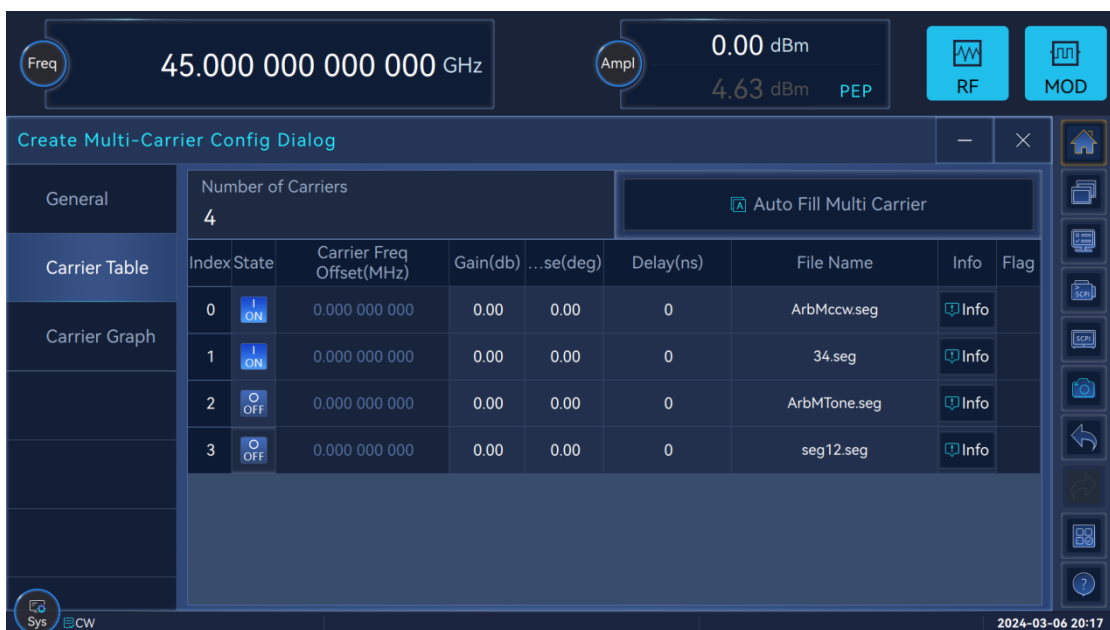 Freq
45.000 000 000 000 GHz
Ampl
0.00 dBm
4.63 dBm PEP
RF
MOD
Create Multi-Carrier Config Dialog
General
Carrier Table
Carrier Graph
Number of Carriers
4
Auto Fill Multi Carrier
Index State Carrier Freq Offset(MHz) Gain(db) ...se(deg) Delay(ns) File Name Info Flag
0 ON 0.000 000 000 0.00 0.00 0 ArbMccw.seg Info
1 ON 0.000 000 000 0.00 0.00 0 34.seg Info
2 OFF 0.000 000 000 0.00 0.00 0 ArbMTone.seg Info
3 OFF 0.000 000 000 0.00 0.00 0 seg12.seg Info
SCPI
SCPI
Sys CW
2024-03-06 20:17